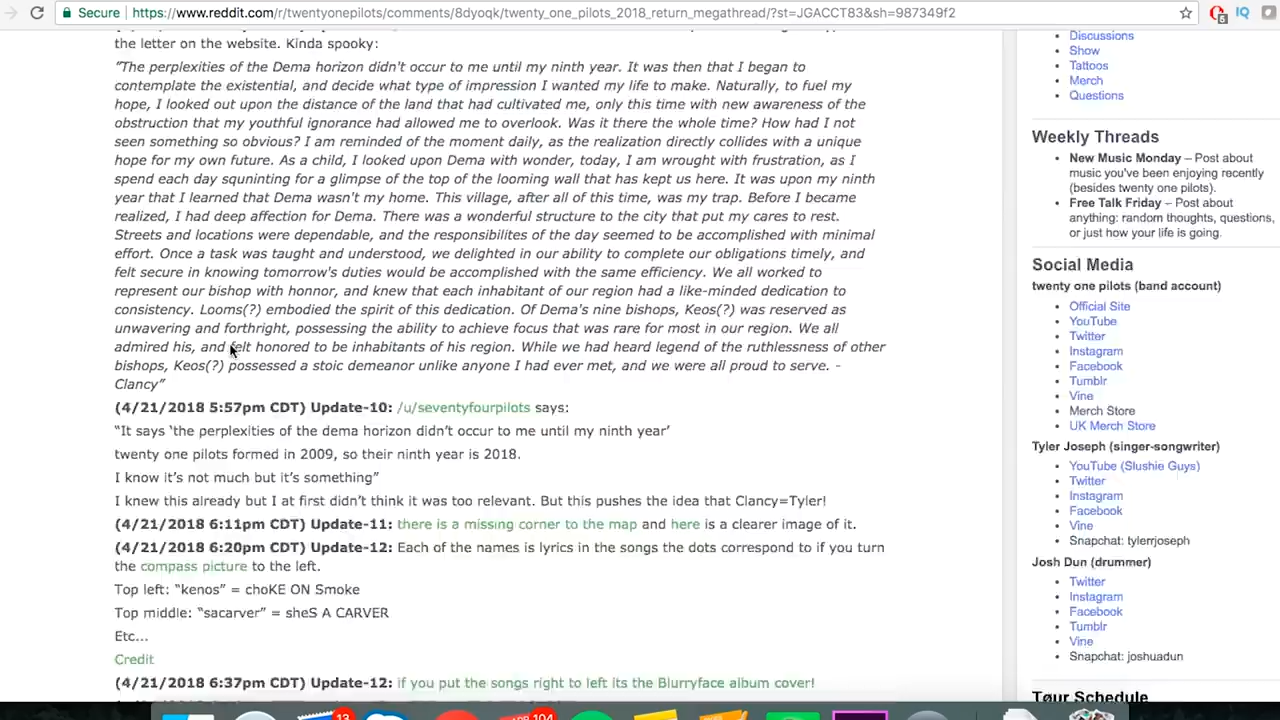 Secure https://www.reddit.com/r/twentyonepilots/comments/8dyoqk/twenty_one_pilots_2018_return_megathread/?st=JGACCT83&sh=987349f2
the letter on the website. Kinda spooky:
"The perplexities of the Dema horizon didn't occur to me until my ninth year. It was then that I began to
contemplate the existential, and decide what type of impression I wanted my life to make. Naturally, to fuel my
hope, I looked out upon the distance of the land that had cultivated me, only this time with new awareness of the
obstruction that my youthful ignorance had allowed me to overlook. Was it there the whole time? How had I not
seen something so obvious? I am reminded of the moment daily, as the realization directly collides with a unique
hope for my own future. As a child, I looked upon Dema with wonder, today, I am wrought with frustration, as I
spend each day squninting for a glimpse of the top of the looming wall that has kept us here. It was upon my ninth
year that I learned that Dema wasn't my home. This village, after all of this time, was my trap. Before I became
realized, I had deep affection for Dema. There was a wonderful structure to the city that put my cares to rest.
Streets and locations were dependable, and the responsibilites of the day seemed to be accomplished with minimal
effort. Once a task was taught and understood, we delighted in our ability to complete our obligations timely, and
felt secure in knowing tomorrow's duties would be accomplished with the same efficiency. We all worked to
represent our bishop with honnor, and knew that each inhabitant of our region had a like-minded dedication to
consistency. Looms(?) embodied the spirit of this dedication. Of Dema's nine bishops, Keos(?) was reserved as
unwavering and forthright, possessing the ability to achieve focus that was rare for most in our region. We all
admired his, and felt honored to be inhabitants of his region. While we had heard legend of the ruthlessness of other
bishops, Keos(?) possessed a stoic demeanor unlike anyone I had ever met, and we were all proud to serve. -
Clancy"
(4/21/2018 5:57pm CDT) Update-10: /u/seventyfourpilots says:
"It says 'the perplexities of the dema horizon didn't occur to me until my ninth year'
twenty one pilots formed in 2009, so their ninth year is 2018.
I know it's not much but it's something"
I knew this already but I at first didn't think it was too relevant. But this pushes the idea that Clancy=Tyler!
(4/21/2018 6:11pm CDT) Update-11: there is a missing corner to the map and here is a clearer image of it.
(4/21/2018 6:20pm CDT) Update-12: Each of the names is lyrics in the songs the dots correspond to if you turn
the compass picture to the left.
Top left: "kenos" = choKE ON Smoke
Top middle: "sacarver" = sheS A CARVER
Etc...
Credit
(4/21/2018 6:37pm CDT) Update-12: if you put the songs right to left its the Blurryface album cover!
Discussions
Show
Tattoos
Merch
Questions
Weekly Threads
New Music Monday – Post about
music you've been enjoying recently
(besides twenty one pilots).
Free Talk Friday – Post about
anything: random thoughts, questions,
or just how your life is going.
Social Media
twenty one pilots (band account)
Official Site
YouTube
Twitter
Instagram
Facebook
Tumblr
Vine
Merch Store
UK Merch Store
Tyler Joseph (singer-songwriter)
YouTube (Slushie Guys)
Twitter
Instagram
Facebook
Vine
Snapchat: tylerrjoseph
Josh Dun (drummer)
Twitter
Instagram
Facebook
Tumblr
Vine
Snapchat: joshuadun
Tour Schedule
13
104